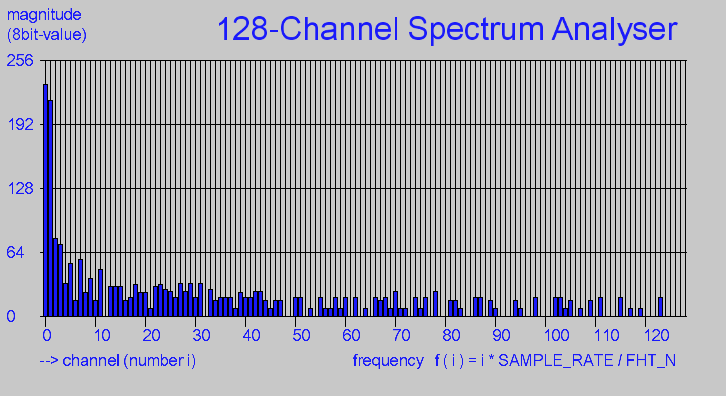 magnitude
(8bit-value)
128-Channel Spectrum Analyser
256
192
128
64
0
0 10 20 30 40 50 60 70 80 90 100 110 120
--> channel (number i) frequency f ( i ) = i * SAMPLE_RATE / FHT_N